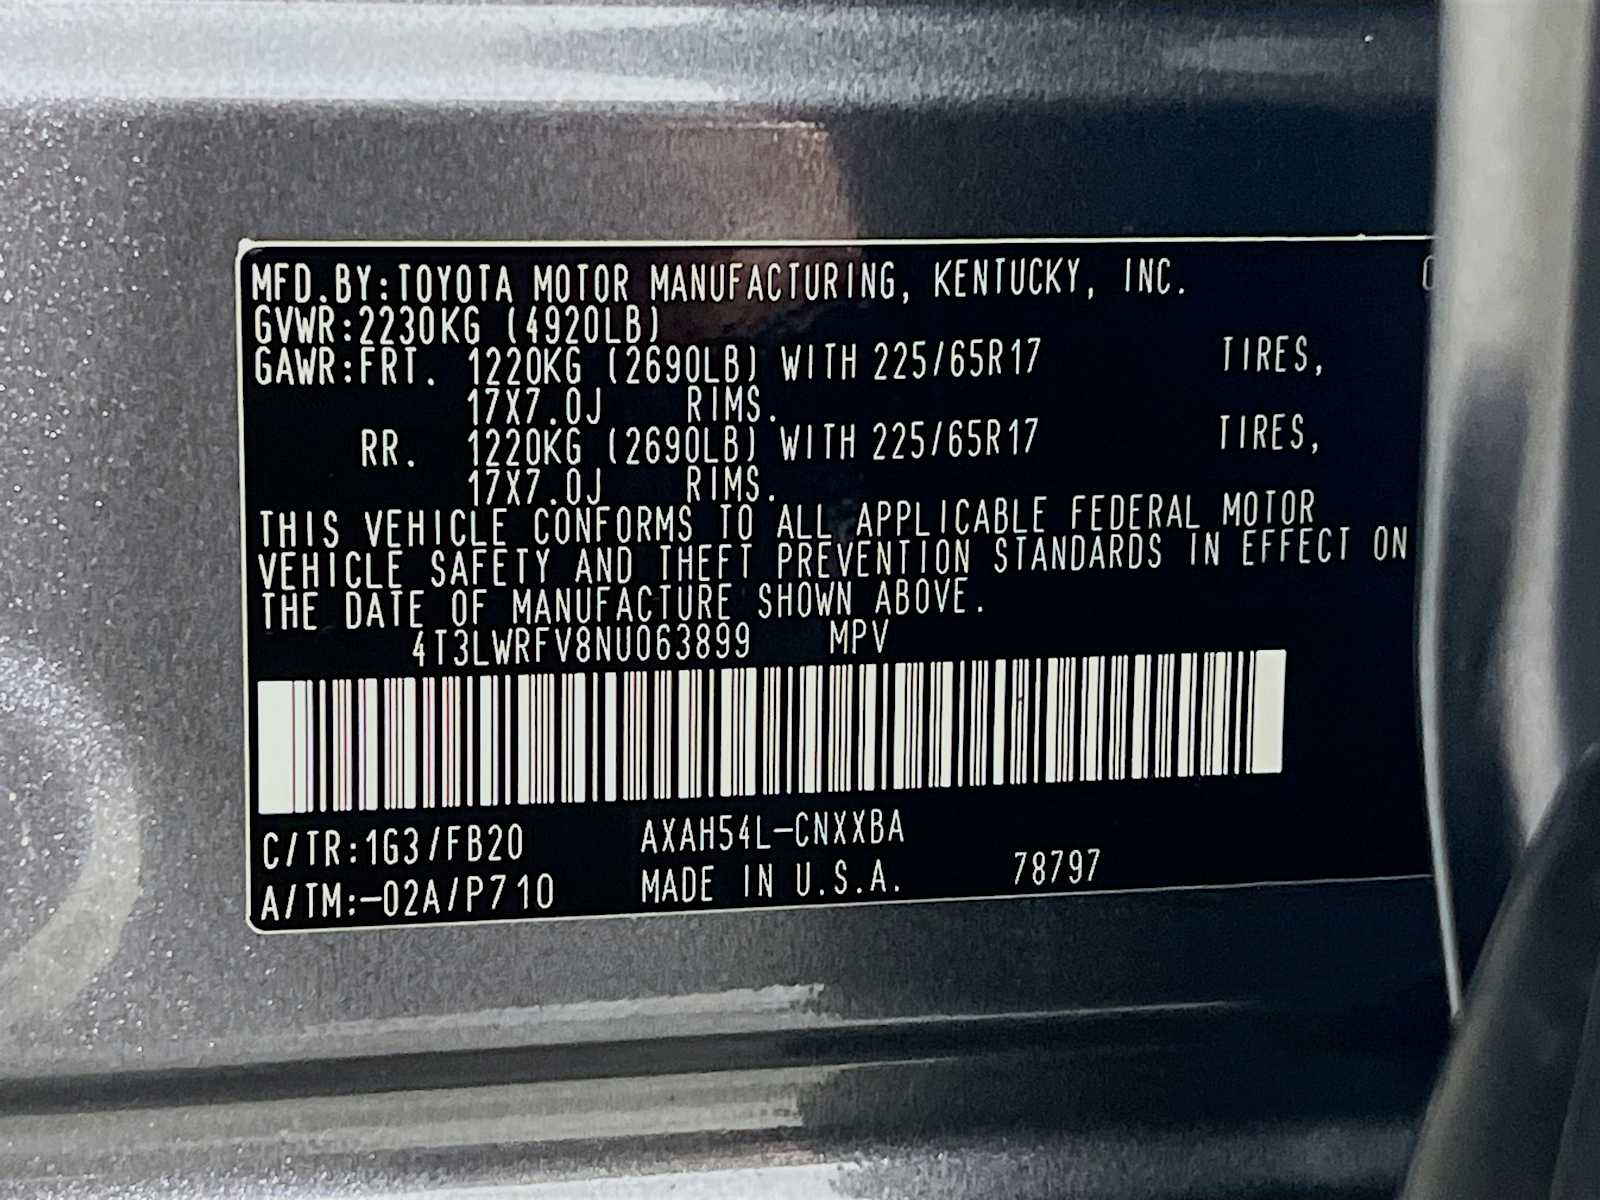 MFD.BY:TOYOTA MOTOR MANUFACTURING, KENTUCKY, INC.
GVWR:2230KG (4920LB)
GAWR:FRT. 1220KG (2690LB) WITH 225/65R17 TIRES,
17X7.0J RIMS.
RR. 1220KG (2690LB) WITH 225/65R17 TIRES,
17X7.0J RIMS.
THIS VEHICLE CONFORMS TO ALL APPLICABLE FEDERAL MOTOR
VEHICLE SAFETY AND THEFT PREVENTION STANDARDS IN EFFECT ON
THE DATE OF MANUFACTURE SHOWN ABOVE.
4T3LWRFV8NU063899 MPV
C/TR:1G3/FB20 AXAH54L-CNXXBA
A/TM:-02A/P710 MADE IN U.S.A. 78797